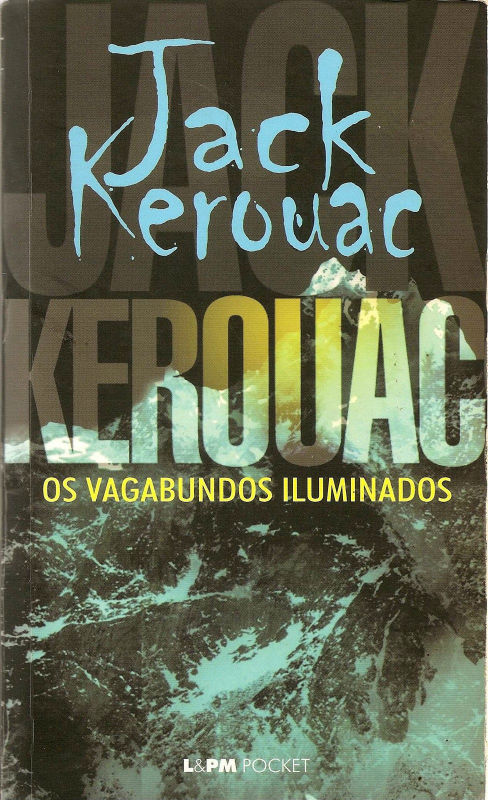 Jack
Kerouac
JACK
KEROUAC
OS VAGABUNDOS ILUMINADOS
L&PM POCKET